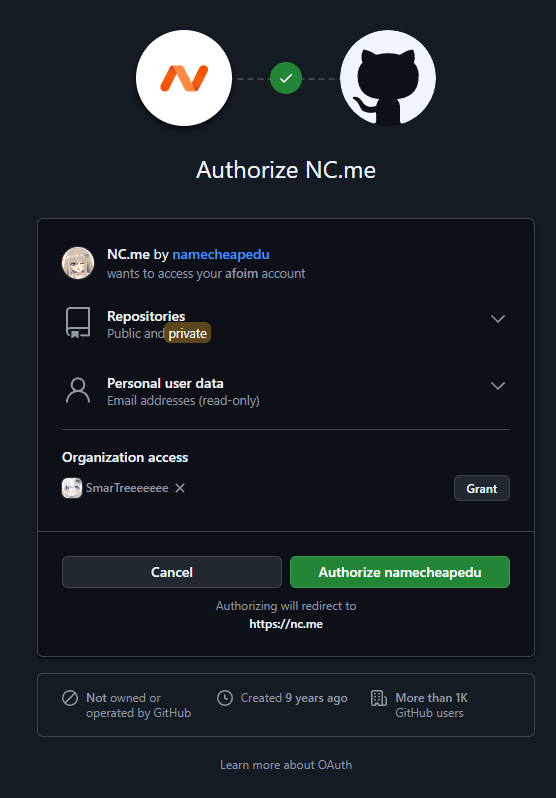 Authorize NC.me
NC.me by namecheapedu
wants to access your afoim account
Repositories
Public and private
Personal user data
Email addresses (read-only)
Organization access
SmarTreeeeeee
Grant
Cancel
Authorize namecheapedu
Authorizing will redirect to
https://nc.me
Not owned or
operated by GitHub
Created 9 years ago
More than 1K
GitHub users
Learn more about OAuth